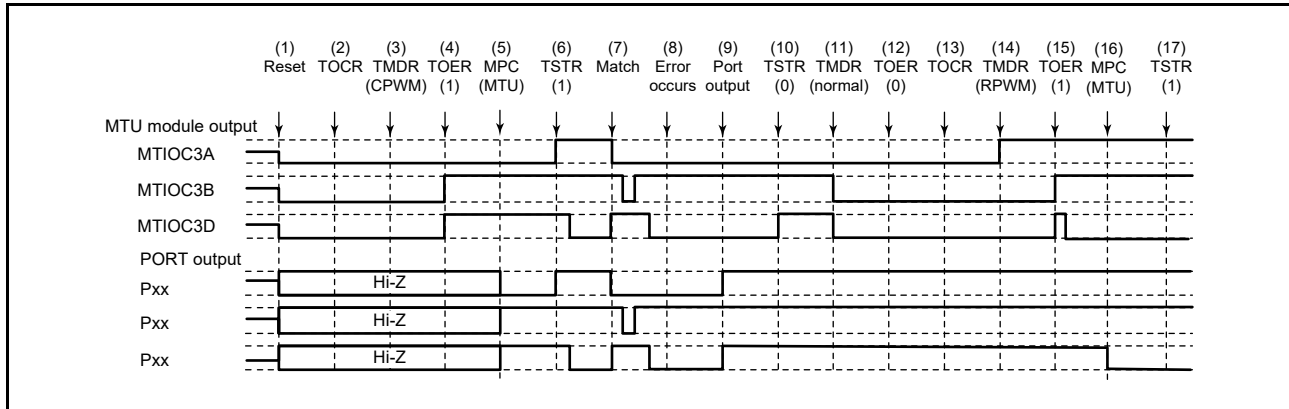 (1) (2) (3) (4) (5) (6) (7) (8) (9) (10) (11) (12) (13) (14) (15) (16) (17)
Reset TOCR TMDR TOER MPC TSTR Match Error Port TSTR TMDR TOER TOCR TMDR TOER MPC TSTR
(CPWM) (1) (MTU) (1) occurs output (0) (normal) (0) (RPWM) (1) (MTU) (1)
MTU module output
MTIOC3A
MTIOC3B
MTIOC3D
PORT output
Pxx Hi-Z
Pxx Hi-Z
Pxx Hi-Z